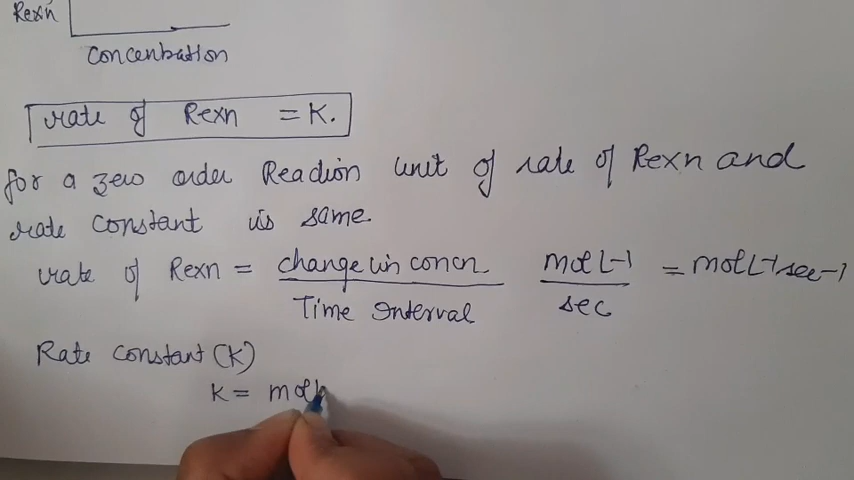 Rexn
Concentration
rate of Rexn = K.
for a zero order Reaction unit of rate of Rexn and
rate constant is same.
rate of Rexn = change in concn. / Time Interval mol L-1 / sec = mol L-1 sec-1
Rate constant (K)
K = mol